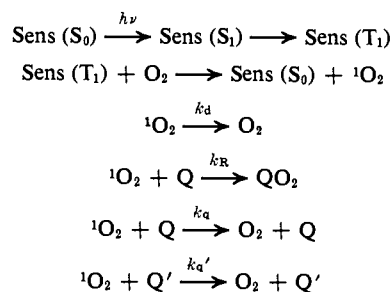 Sens (S₀) —hν→ Sens (S₁) ⟶ Sens (T₁)
Sens (T₁) + O₂ ⟶ Sens (S₀) + ¹O₂
¹O₂ —k_d→ O₂
¹O₂ + Q —k_R→ QO₂
¹O₂ + Q —k_q→ O₂ + Q
¹O₂ + Q′ —k_q′→ O₂ + Q′